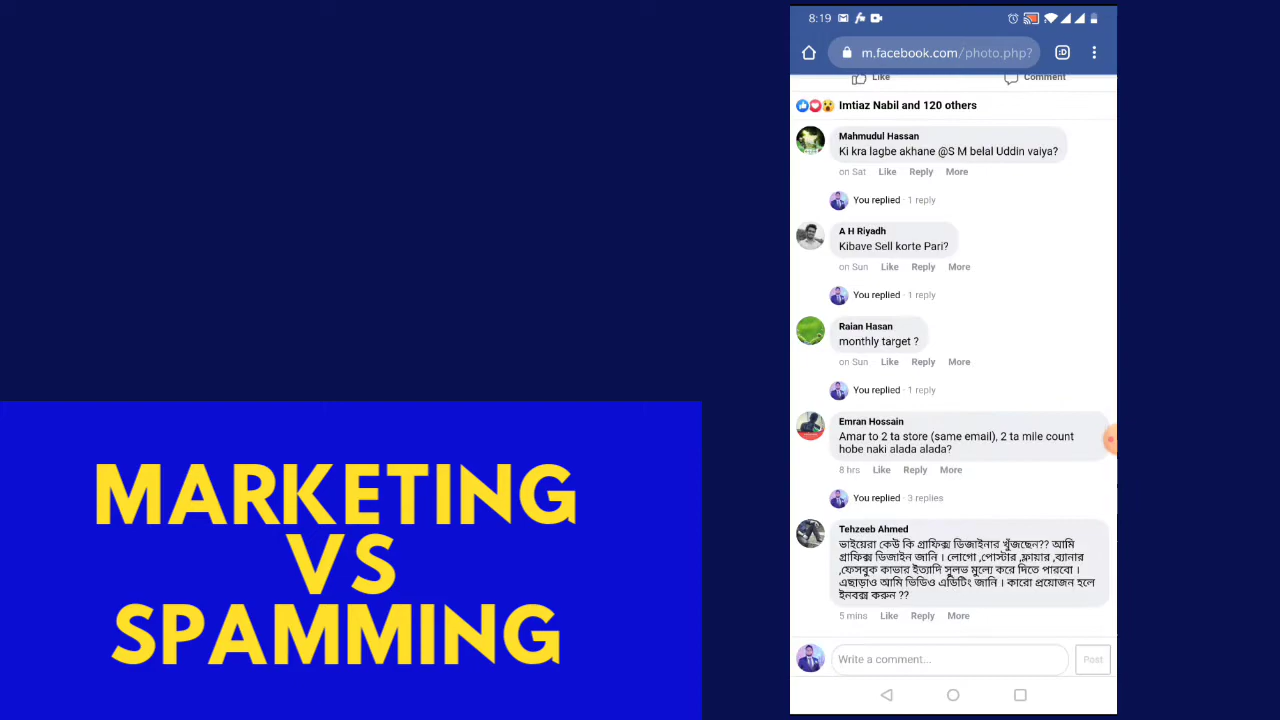 MARKETING
VS
SPAMMING
8:19
m.facebook.com/photo.php?
:D
Like Comment
Imtiaz Nabil and 120 others
Mahmudul Hassan
Ki kra lagbe akhane @S M belal Uddin vaiya?
on Sat Like Reply More
You replied · 1 reply
A H Riyadh
Kibave Sell korte Pari?
on Sun Like Reply More
You replied · 1 reply
Raian Hasan
monthly target ?
on Sun Like Reply More
You replied · 1 reply
Emran Hossain
Amar to 2 ta store (same email), 2 ta mile count
hobe naki alada alada?
8 hrs Like Reply More
You replied · 3 replies
Tehzeeb Ahmed
ভাইয়েরা কেউ কি গ্রাফিক্স ডিজাইনার খুঁজছেন?? আমি
গ্রাফিক্স ডিজাইন জানি । লোগো ,পোস্টার ,ফ্লায়ার ,ব্যানার
,ফেসবুক কাভার ইত্যাদি সুলভ মুল্যে করে দিতে পারবো ।
এছাড়াও আমি ভিডিও এডিটিং জানি । কারো প্রয়োজন হলে
ইনবক্স করুন ??
5 mins Like Reply More
Write a comment...
Post